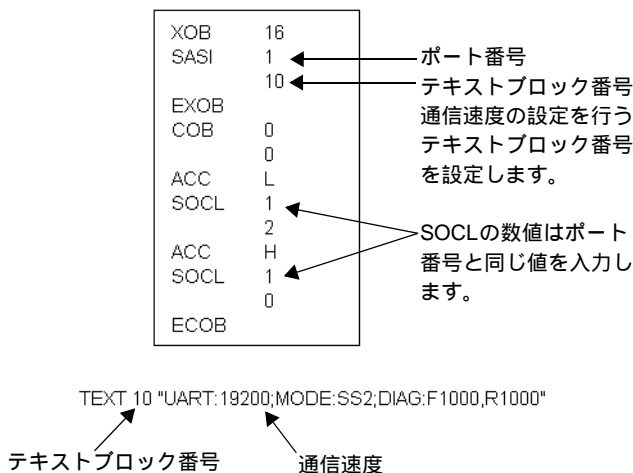 XOB 16
SASI 1
10
EXOB
COB 0
0
ACC L
SOCL 1
2
ACC H
SOCL 1
0
ECOB
ポート番号
テキストブロック番号
通信速度の設定を行う
テキストブロック番号
を設定します。
SOCLの数値はポート
番号と同じ値を入力し
ます。
TEXT 10 "UART:19200;MODE:SS2;DIAG:F1000,R1000"
テキストブロック番号
通信速度